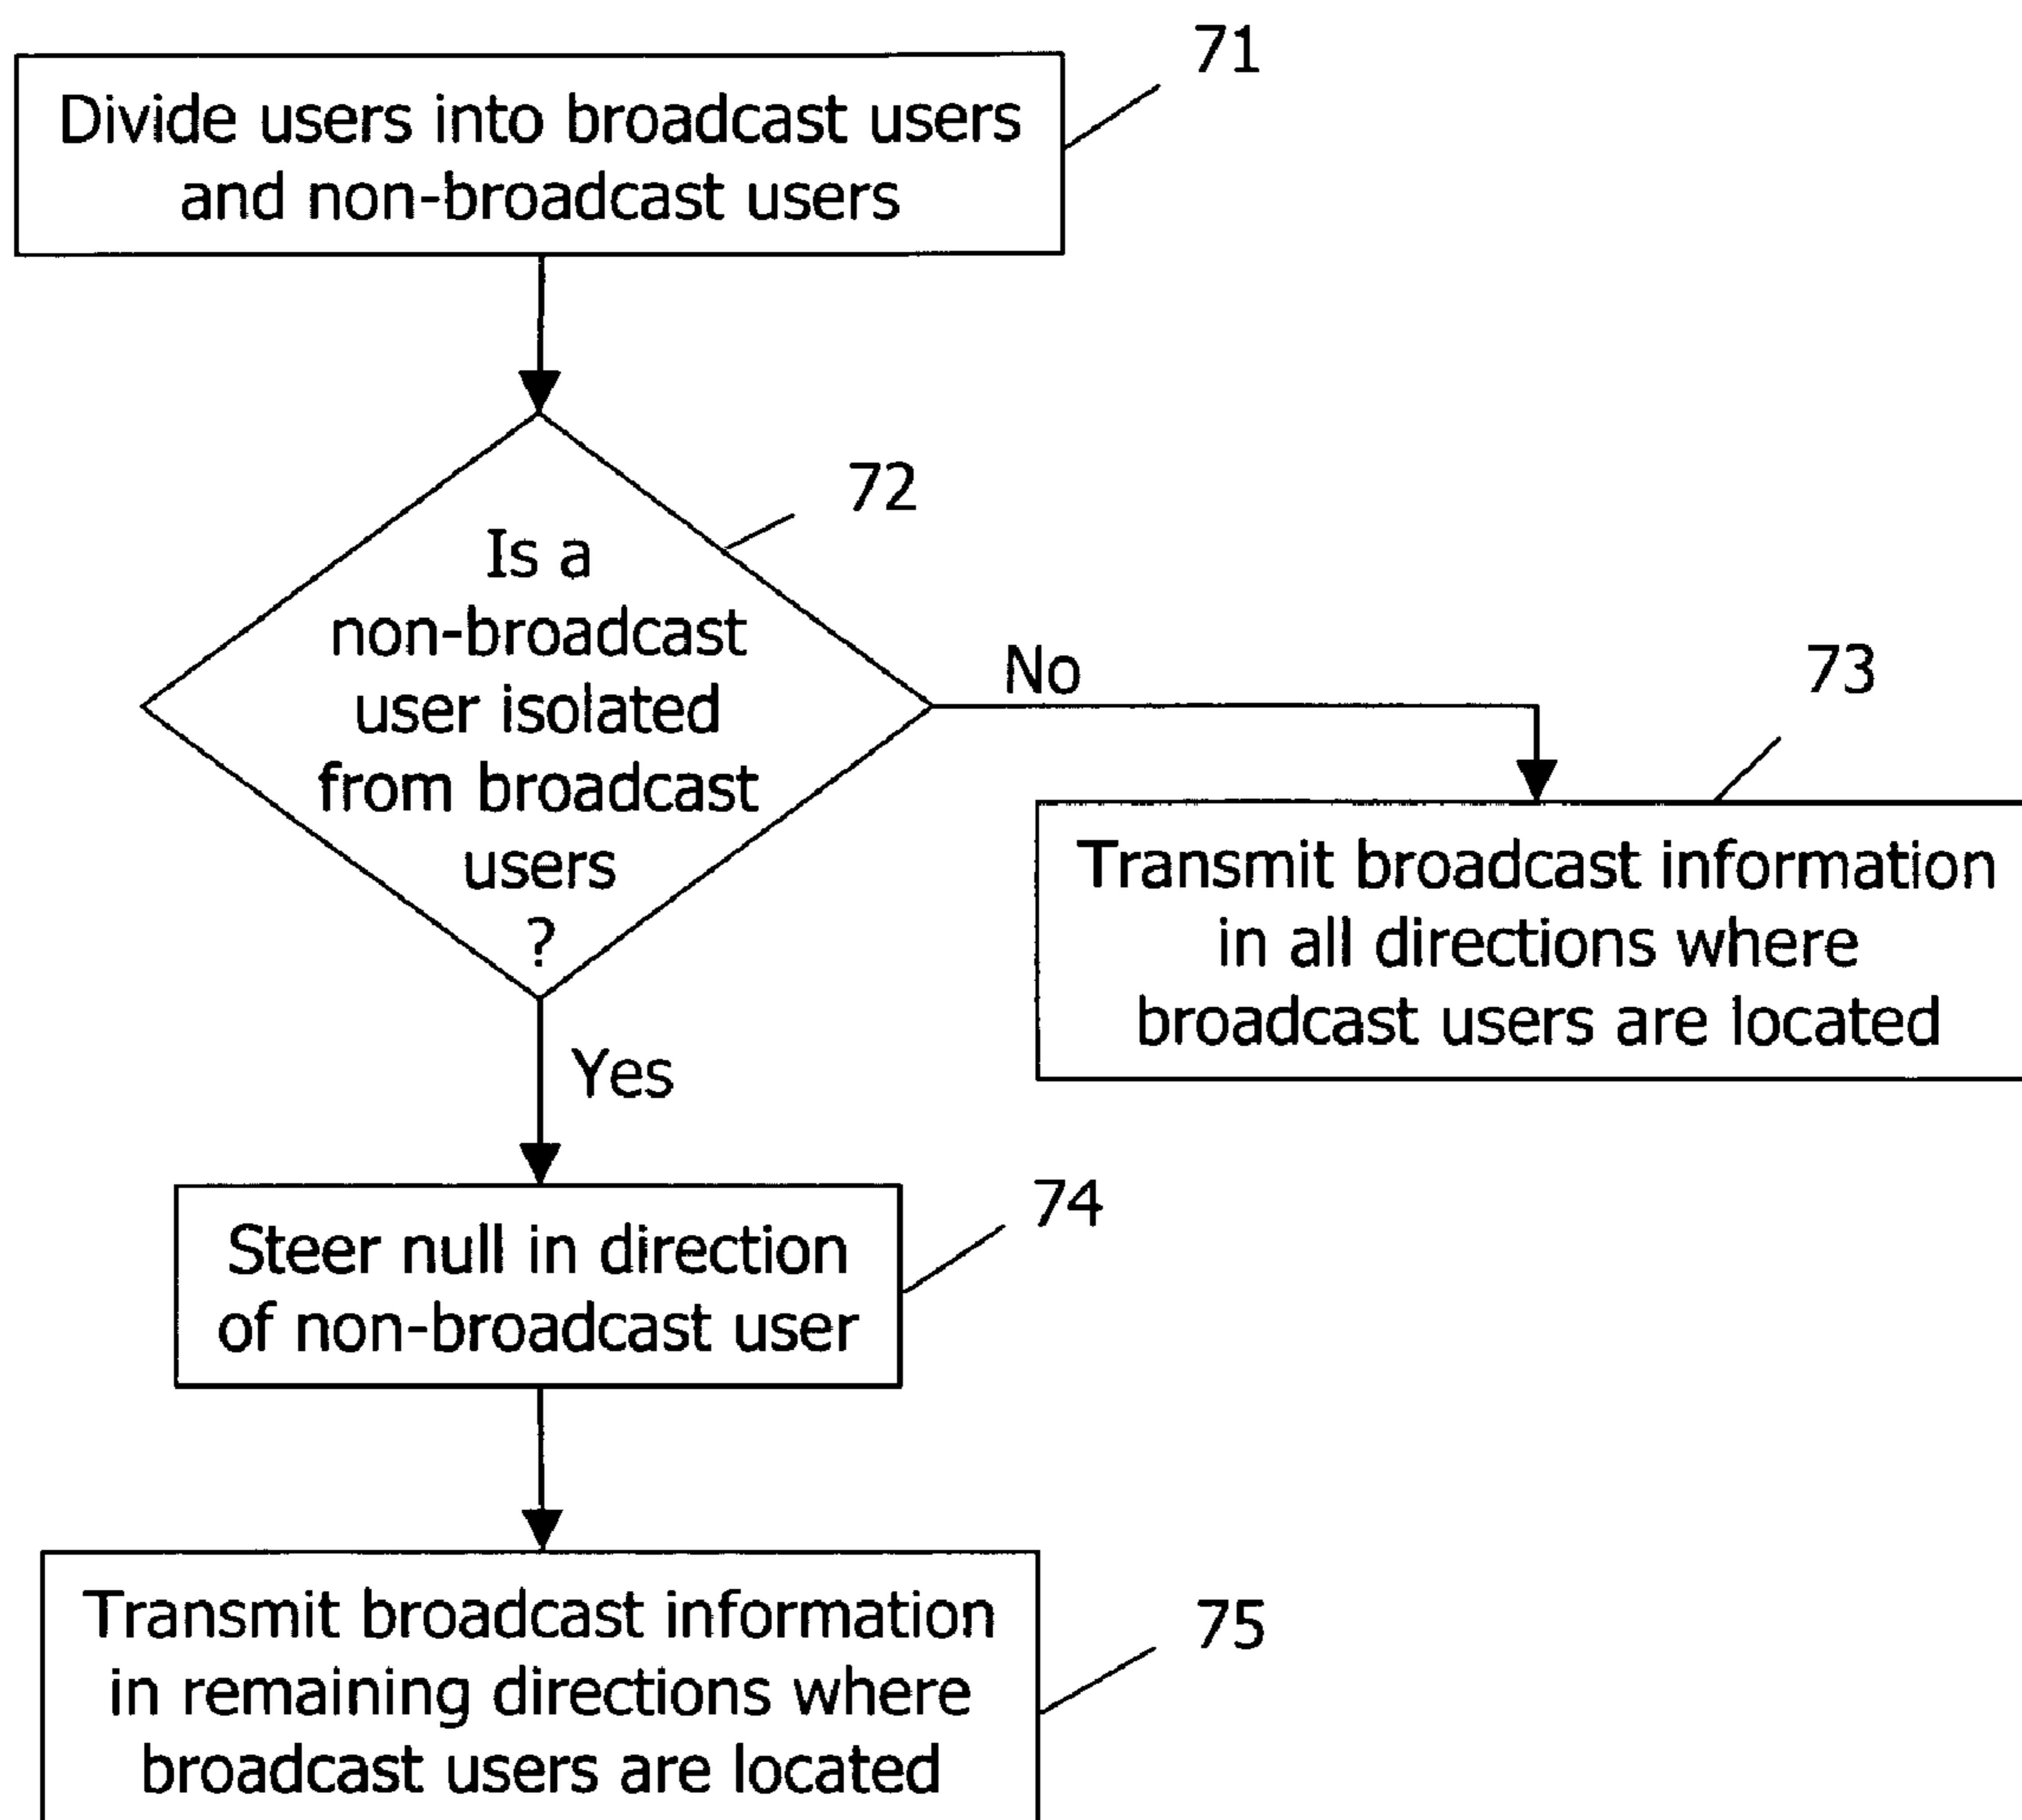 71
Divide users into broadcast users
and non-broadcast users
72
Is a
non-broadcast
user isolated
from broadcast
users
?
No
73
Transmit broadcast information
in all directions where
broadcast users are located
Yes
74
Steer null in direction
of non-broadcast user
75
Transmit broadcast information
in remaining directions where
broadcast users are located